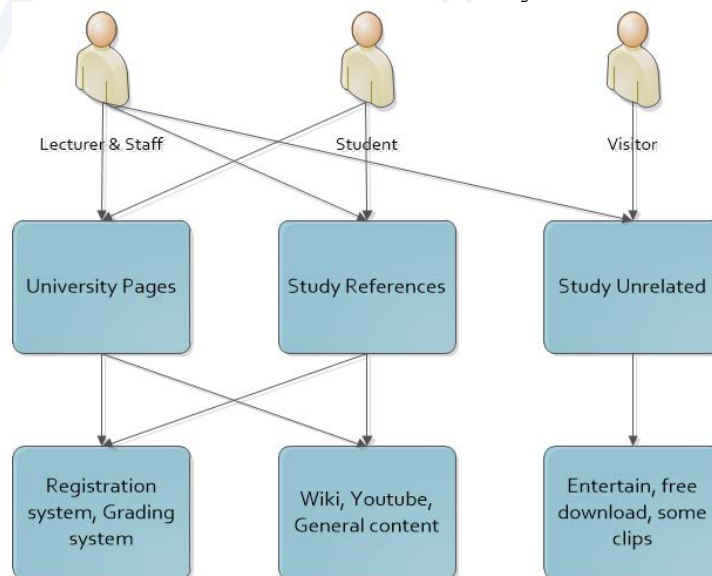 Lecturer & Staff
Student
Visitor
University Pages
Study References
Study Unrelated
Registration
system, Grading
system
Wiki, Youtube,
General content
Entertain, free
download, some
clips